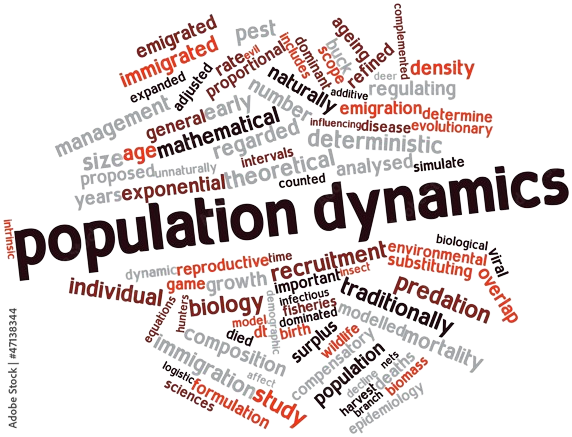 emigrated
pest
ageing
complemented
immigrated
rate
evil
includes
dominant
buck
scope
refined
expanded
adjusted
proportional
naturally
deer
density
additive
regulating
management
early
number
emigration
determine
general
mathematical
influencing
disease
evolutionary
size
age
regarded
deterministic
proposed
unnaturally
intervals
theoretical
analysed
simulate
years
exponential
counted
intrinsic
population dynamics
biological
viral
dynamic
reproductive
time
recruitment
environmental
substituting
overlap
individual
game
growth
important
insect
predation
equations
hunters
biology
demographic
infectious
fisheries
traditionally
model
dt
birth
dominated
modelled
mortality
died
surplus
wildlife
composition
compensatory
immigration
population
nets
logistic
affect
decline
deaths
sciences
formulation
study
harvest
branch
biomass
epidemiology
Adobe Stock | #47138344